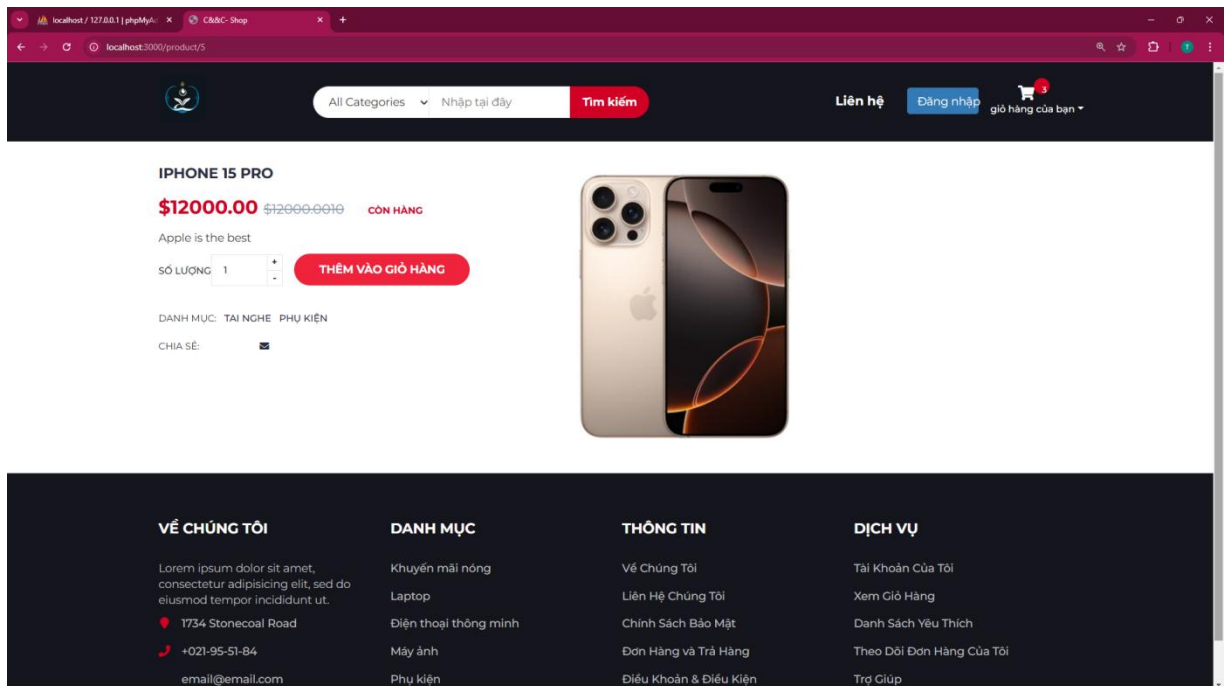 localhost / 127.0.0.1 | phpMyAd
C&&C- Shop
localhost:3000/product/5
T
All Categories
Nhập tại đây
Tìm kiếm
Liên hệ
Đăng nhập
3
giỏ hàng của bạn
IPHONE 15 PRO
$12000.00 $12000.0010 CÒN HÀNG
Apple is the best
SỐ LƯỢNG 1 + -
THÊM VÀO GIỎ HÀNG
DANH MỤC: TAI NGHE PHỤ KIỆN
CHIA SẺ:
VỀ CHÚNG TÔI
Lorem ipsum dolor sit amet,
consectetur adipisicing elit, sed do
eiusmod tempor incididunt ut.
1734 Stonecoal Road
+021-95-51-84
email@email.com
DANH MỤC
Khuyến mãi nóng
Laptop
Điện thoại thông minh
Máy ảnh
Phụ kiện
THÔNG TIN
Về Chúng Tôi
Liên Hệ Chúng Tôi
Chính Sách Bảo Mật
Đơn Hàng và Trả Hàng
Điều Khoản & Điều Kiện
DỊCH VỤ
Tài Khoản Của Tôi
Xem Giỏ Hàng
Danh Sách Yêu Thích
Theo Dõi Đơn Hàng Của Tôi
Trợ Giúp